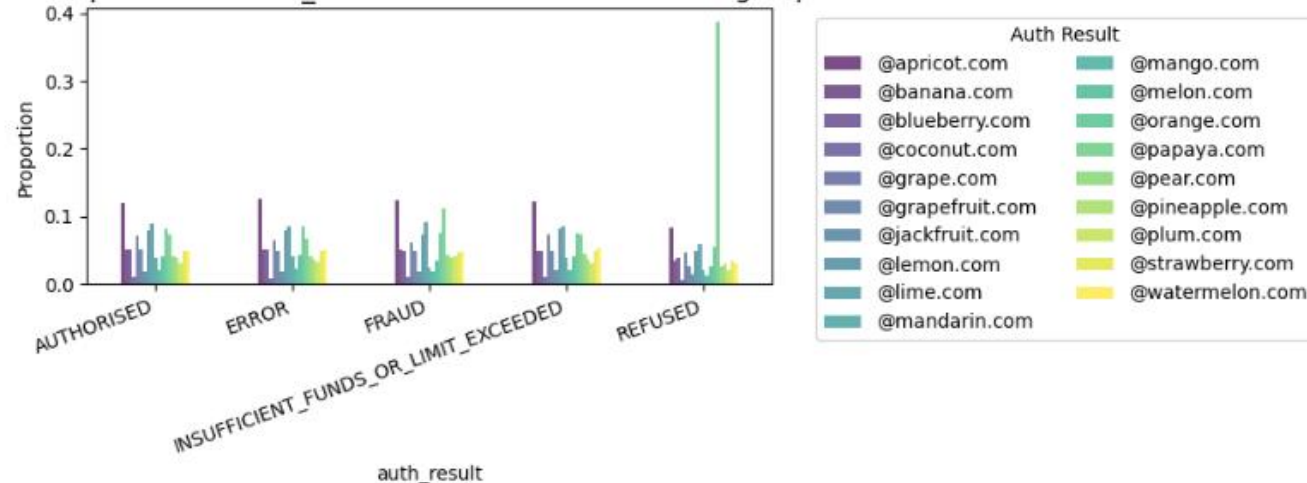 0.4
0.3
0.2
0.1
0.0
Proportion
AUTHORISED
ERROR
FRAUD
INSUFFICIENT_FUNDS_OR_LIMIT_EXCEEDED
REFUSED
auth_result
Auth Result
@apricot.com
@banana.com
@blueberry.com
@coconut.com
@grape.com
@grapefruit.com
@jackfruit.com
@lemon.com
@lime.com
@mandarin.com
@mango.com
@melon.com
@orange.com
@papaya.com
@pear.com
@pineapple.com
@plum.com
@strawberry.com
@watermelon.com